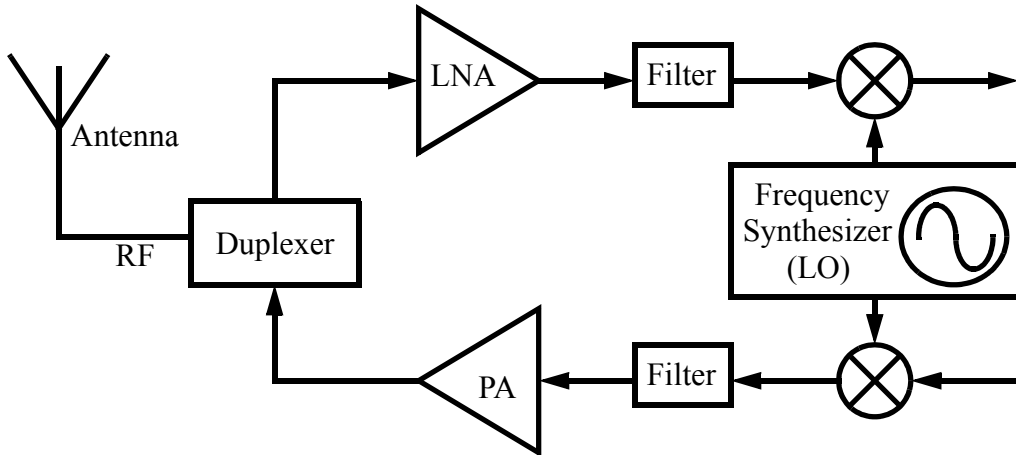 LNA
Filter
Antenna
Frequency
Synthesizer
(LO)
RF
Duplexer
PA
Filter